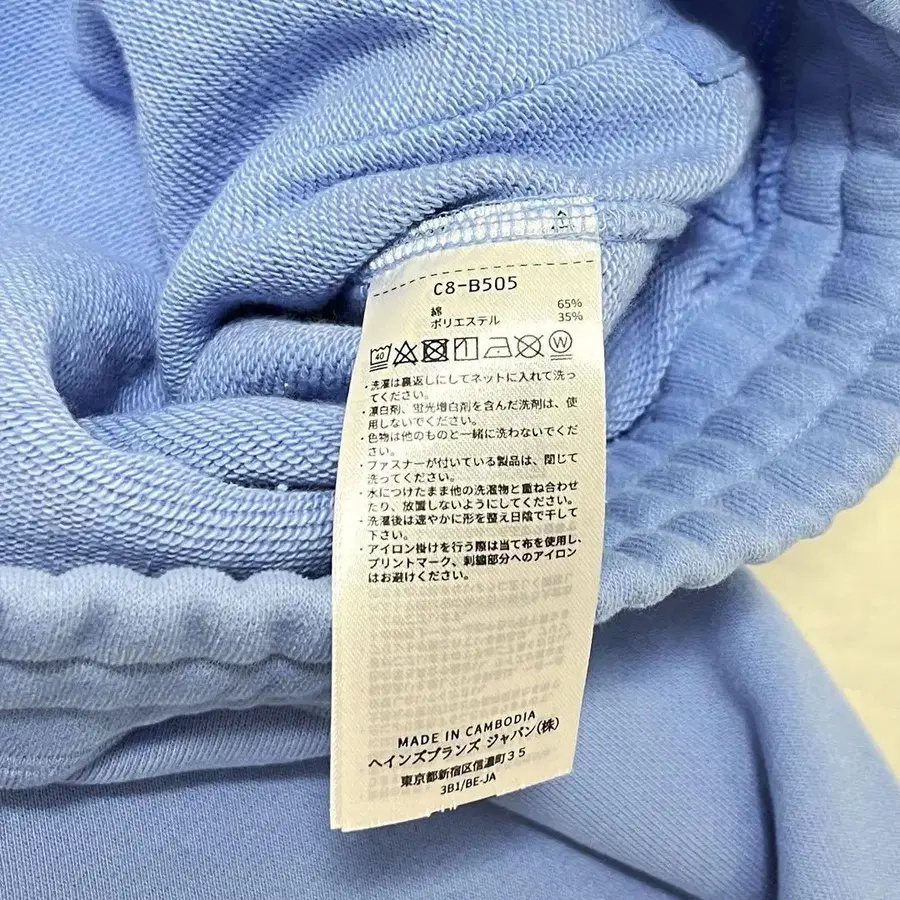 C8-B505
綿 65%
ポリエステル 35%
40
W
・洗濯は裏返しにしてネットに入れて洗っ
てください。
・漂白剤、蛍光増白剤を含んだ洗剤は、使
用しないでください。
・色物は他のものと一緒に洗わないでくだ
さい。
・ファスナーが付いている製品は、閉じて
洗ってください。
・水につけたまま他の洗濯物と重ね合わせ
たり、放置しないようにしてください。
・洗濯後は速やかに形を整え日陰で干して
下さい。
・アイロン掛けを行う際は当て布を使用し、
プリントマーク、刺繍部分へのアイロン
はお避けください。
MADE IN CAMBODIA
ヘインズブランズ ジャパン(株)
東京都新宿区信濃町35
3B1/BE-JA